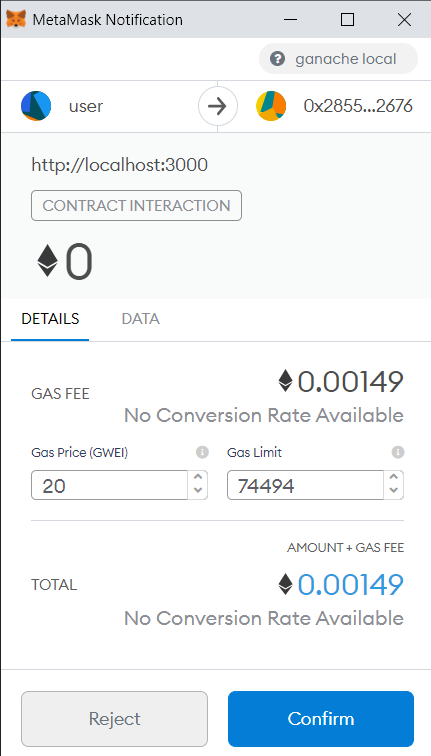 MetaMask Notification
? ganache local
user
0x2855...2676
http://localhost:3000
CONTRACT INTERACTION
0
DETAILS
DATA
GAS FEE
0.00149
No Conversion Rate Available
Gas Price (GWEI)
i
Gas Limit
i
20
74494
AMOUNT + GAS FEE
TOTAL
0.00149
No Conversion Rate Available
Reject
Confirm